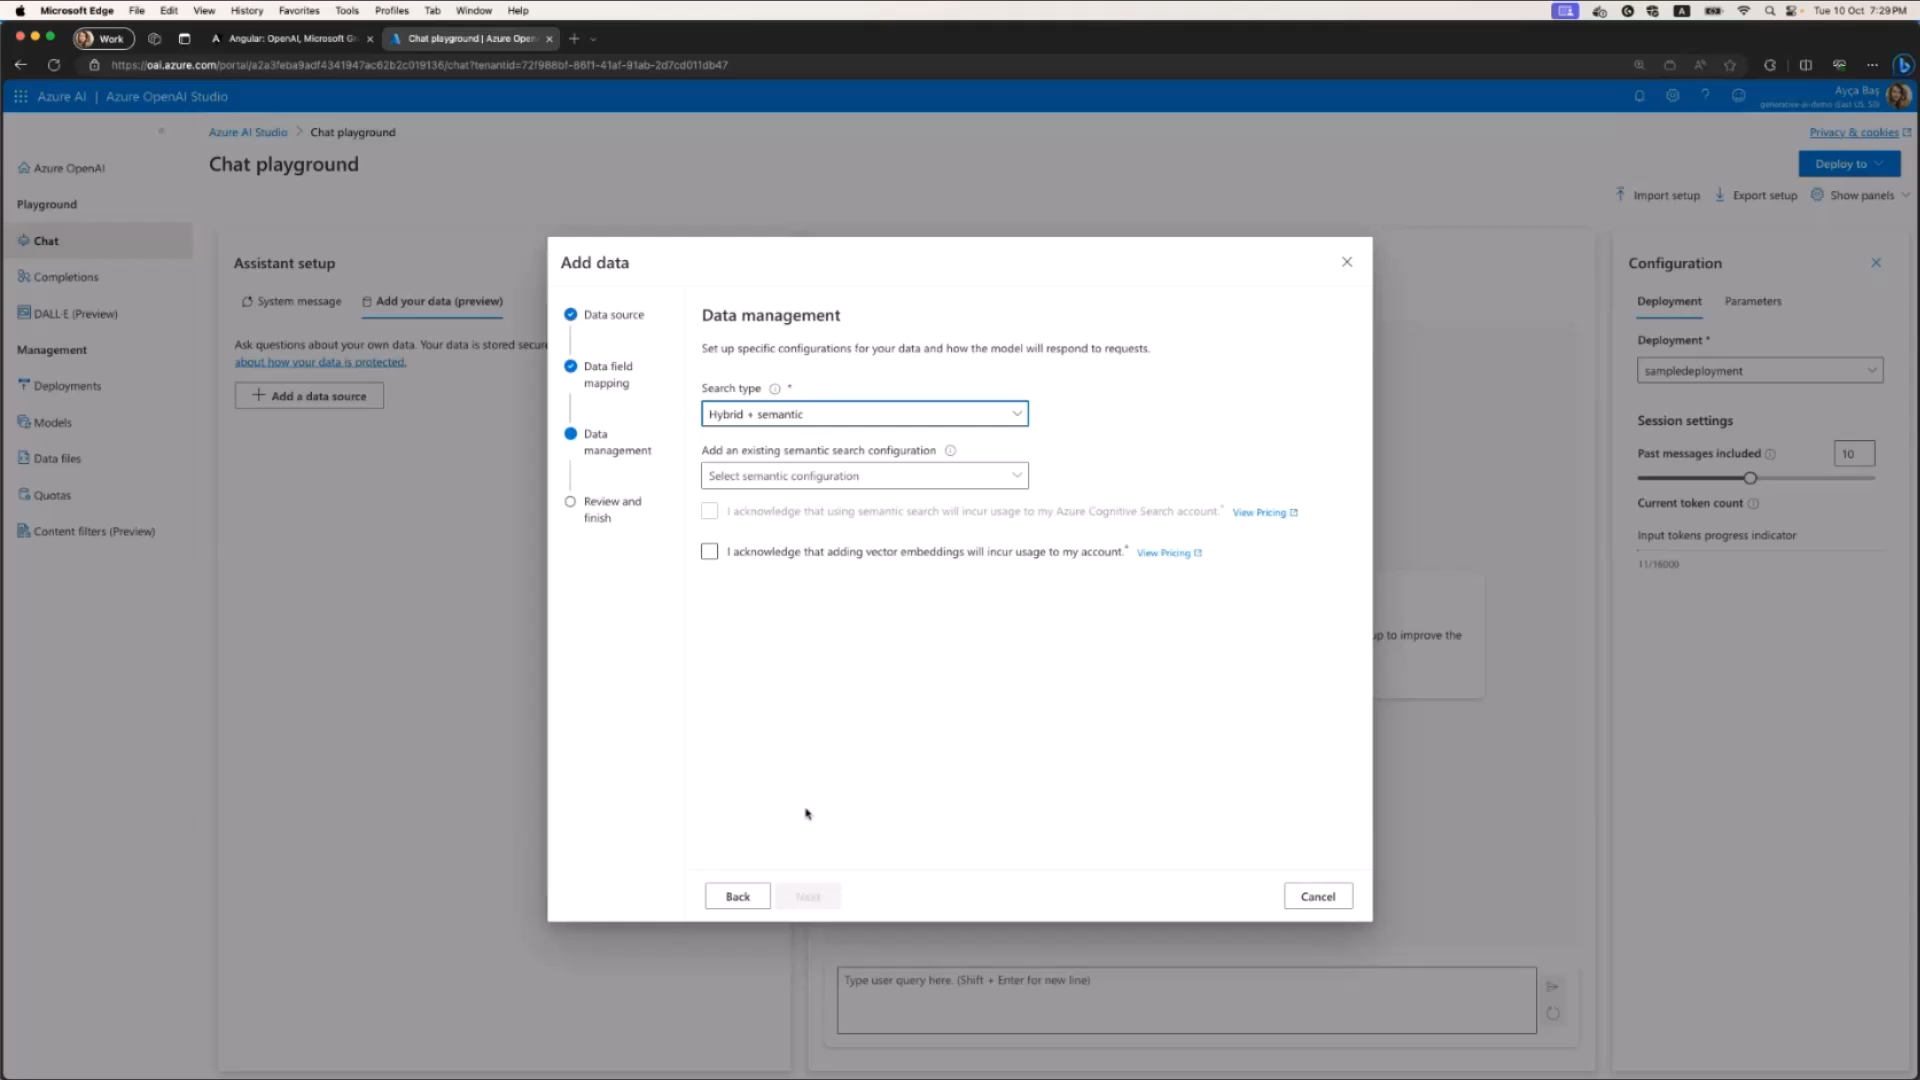 Microsoft Edge File Edit View History Favorites Tools Profiles Tab Window Help
Tue 10 Oct 7:29 PM
Work
Angular: OpenAI, Microsoft Gr
Chat playground | Azure Open
https://oai.azure.com/portal/a2a3feba9adf4341947ac62b2c019136/chat?tenantid=72f988bf-86f1-41af-91ab-2d7cd011db47
Azure AI | Azure OpenAI Studio
Ayça Baş
generative-ai-demo (East US, S0)
Azure AI Studio > Chat playground
Privacy & cookies
Chat playground
Deploy to
Import setup Export setup Show panels
Azure OpenAI
Playground
Chat
Completions
DALL·E (Preview)
Management
Deployments
Models
Data files
Quotas
Content filters (Preview)
Assistant setup
System message Add your data (preview)
Ask questions about your own data. Your data is stored secure
about how your data is protected.
Add a data source
Add data
Data source
Data field
mapping
Data
management
Review and
finish
Data management
Set up specific configurations for your data and how the model will respond to requests.
Search type *
Hybrid + semantic
Add an existing semantic search configuration
Select semantic configuration
I acknowledge that using semantic search will incur usage to my Azure Cognitive Search account.* View Pricing
I acknowledge that adding vector embeddings will incur usage to my account.* View Pricing
Back Next Cancel
up to improve the
Type user query here. (Shift + Enter for new line)
Configuration
Deployment Parameters
Deployment *
sampledeployment
Session settings
Past messages included 10
Current token count
Input tokens progress indicator
11/16000